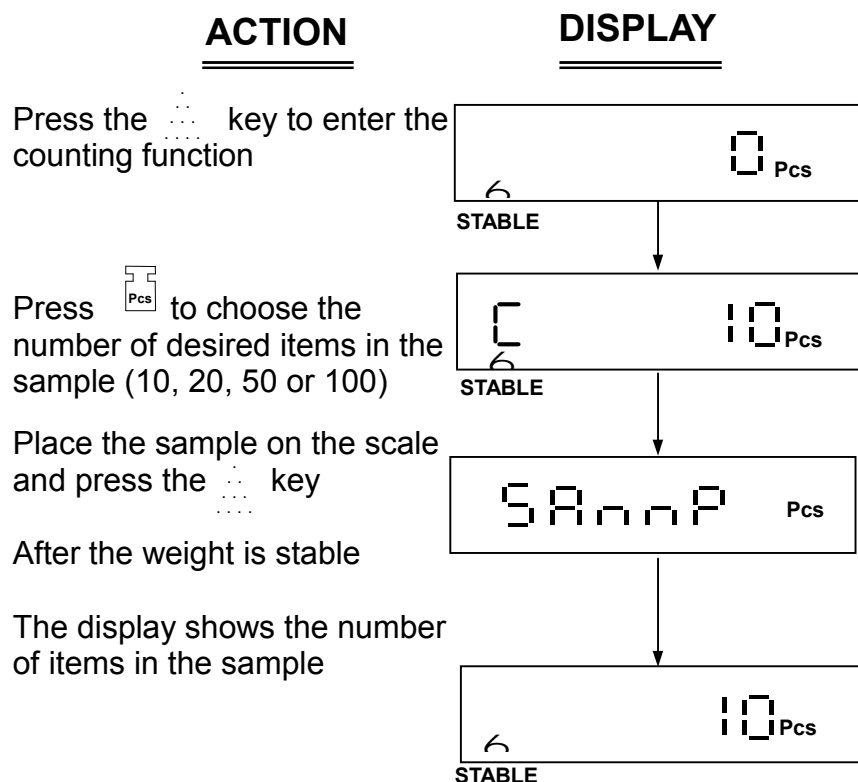 ACTION DISPLAY
Press the key to enter the
counting function
0 Pcs
STABLE
Press Pcs to choose the
number of desired items in the
sample (10, 20, 50 or 100)
C 10 Pcs
STABLE
Place the sample on the scale
and press the key
SAnnP Pcs
After the weight is stable
The display shows the number
of items in the sample
10 Pcs
STABLE